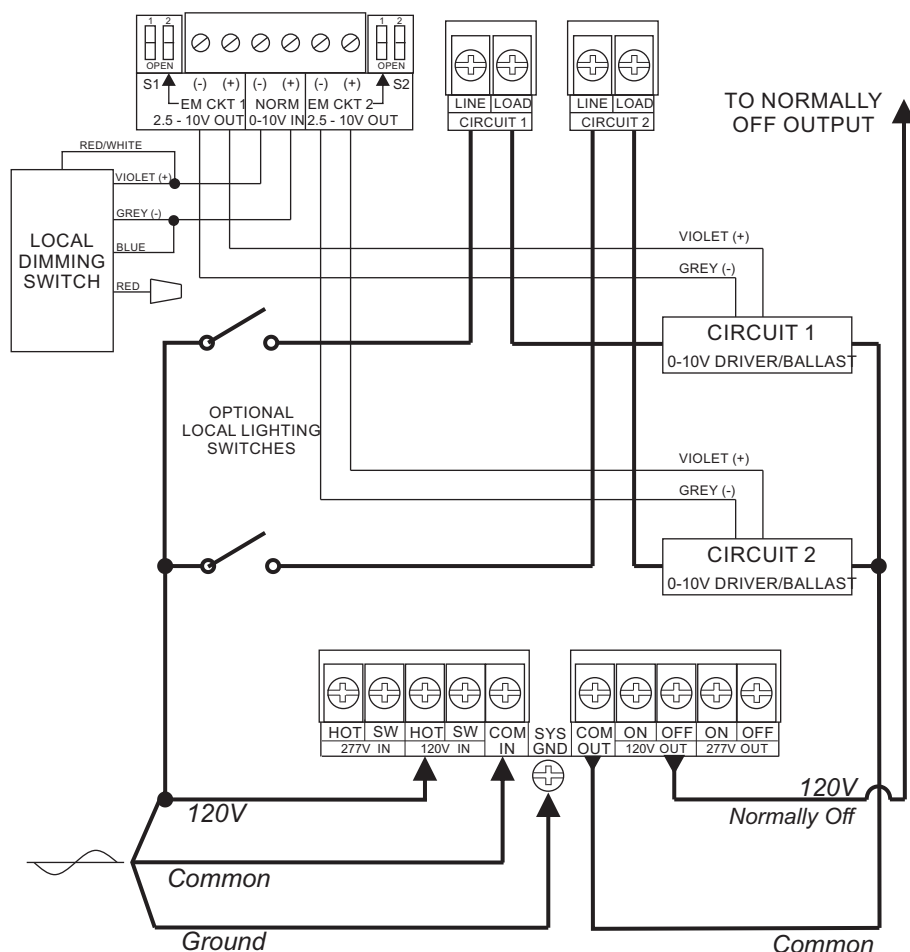 1 2
OPEN
1 2
OPEN
S1 (-) (+) (-) (+) (-) (+) S2
EM CKT 1
2.5 - 10V OUT
NORM
0-10V IN
EM CKT 2
2.5 - 10V OUT
LINE LOAD
CIRCUIT 1
LINE LOAD
CIRCUIT 2
TO NORMALLY
OFF OUTPUT
RED/WHITE
VIOLET (+)
GREY (-)
BLUE
RED
LOCAL
DIMMING
SWITCH
VIOLET (+)
GREY (-)
CIRCUIT 1
0-10V DRIVER/BALLAST
OPTIONAL
LOCAL LIGHTING
SWITCHES
VIOLET (+)
GREY (-)
CIRCUIT 2
0-10V DRIVER/BALLAST
HOT SW HOT SW COM
IN
277V IN 120V IN
SYS
GND
COM
OUT
ON OFF ON OFF
120V OUT 277V OUT
120V
120V
Normally Off
Common
Ground
Common